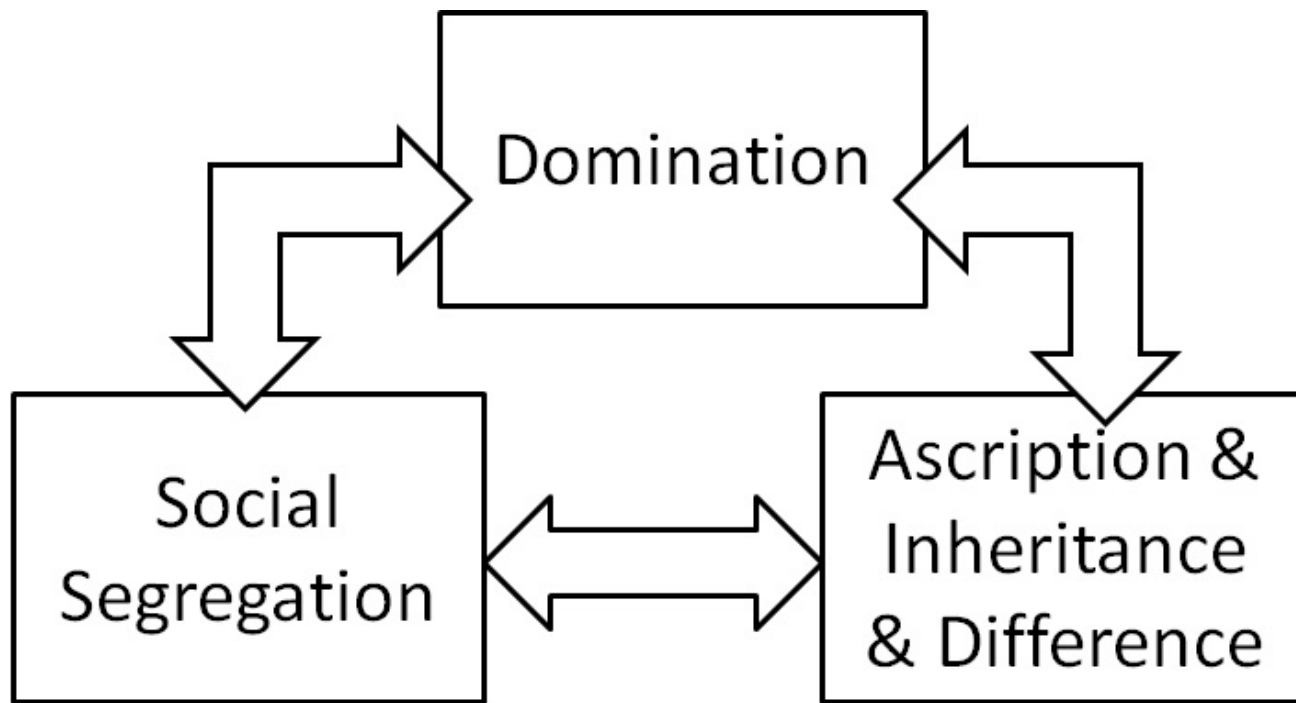 Domination
Social
Segregation
Ascription &
Inheritance
& Difference